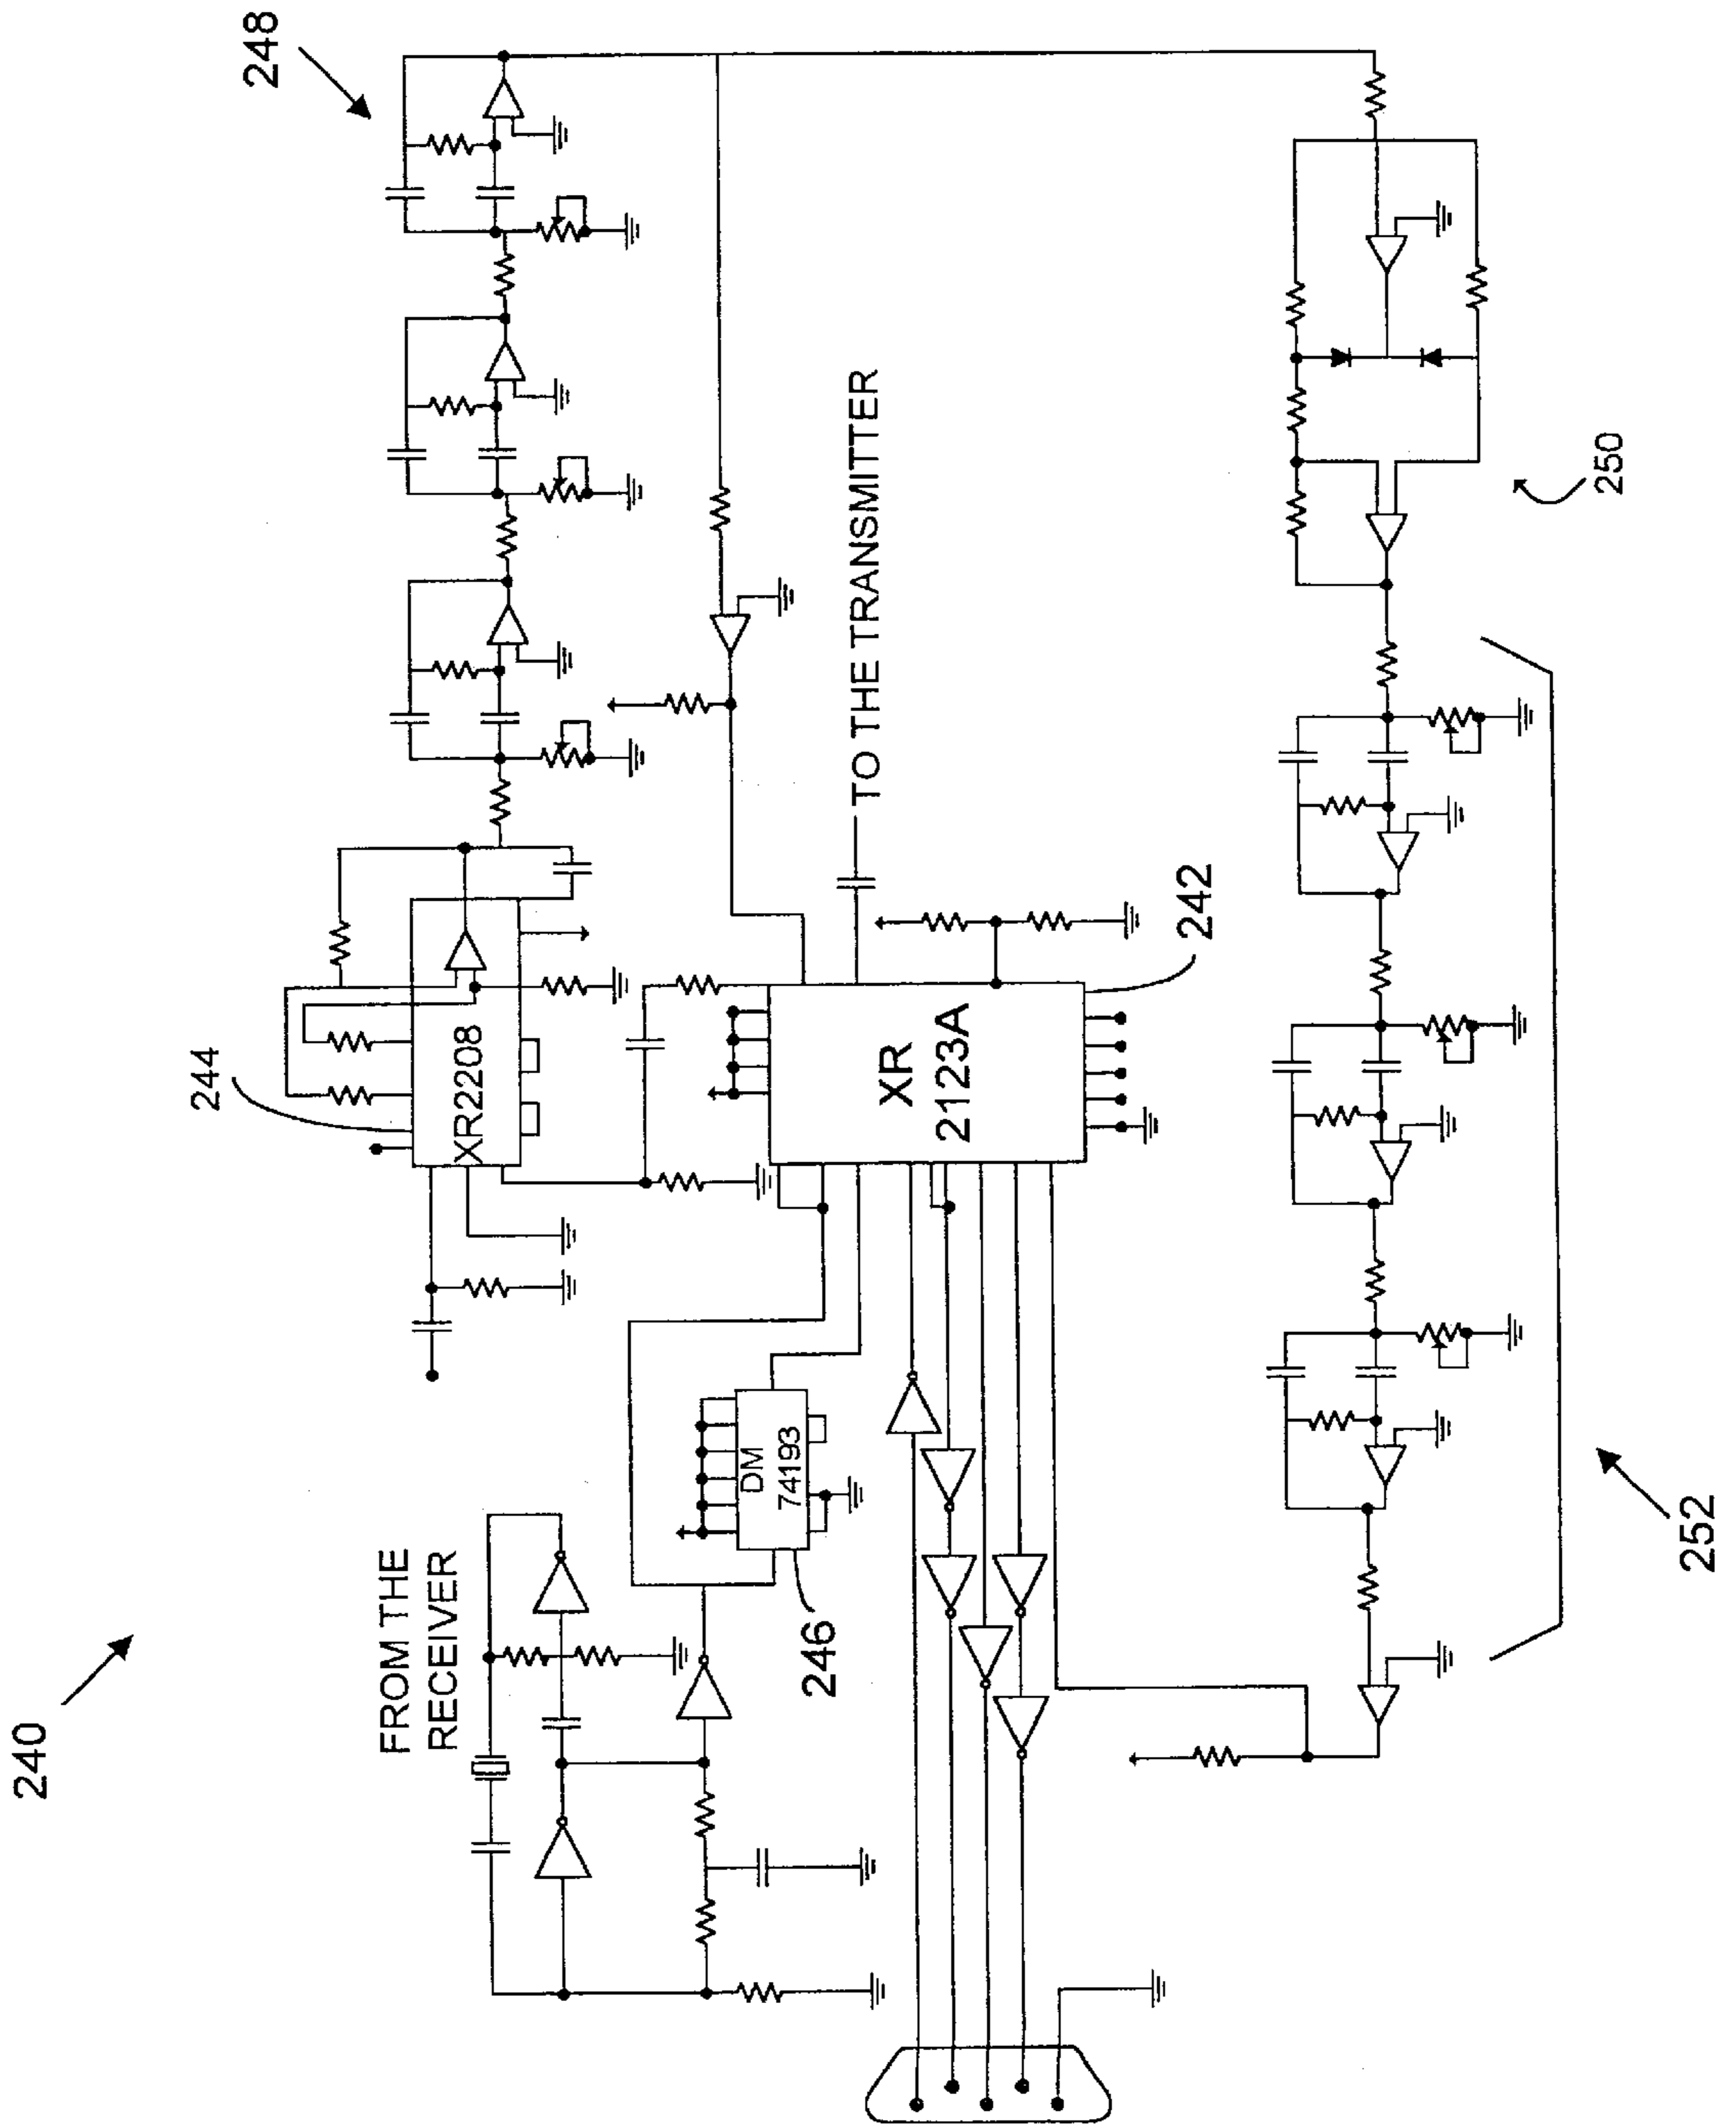 240
FROM THE
RECEIVER
244
XR2208
248
DM
74193
246
XR
2123A
242
TO THE TRANSMITTER
250
252